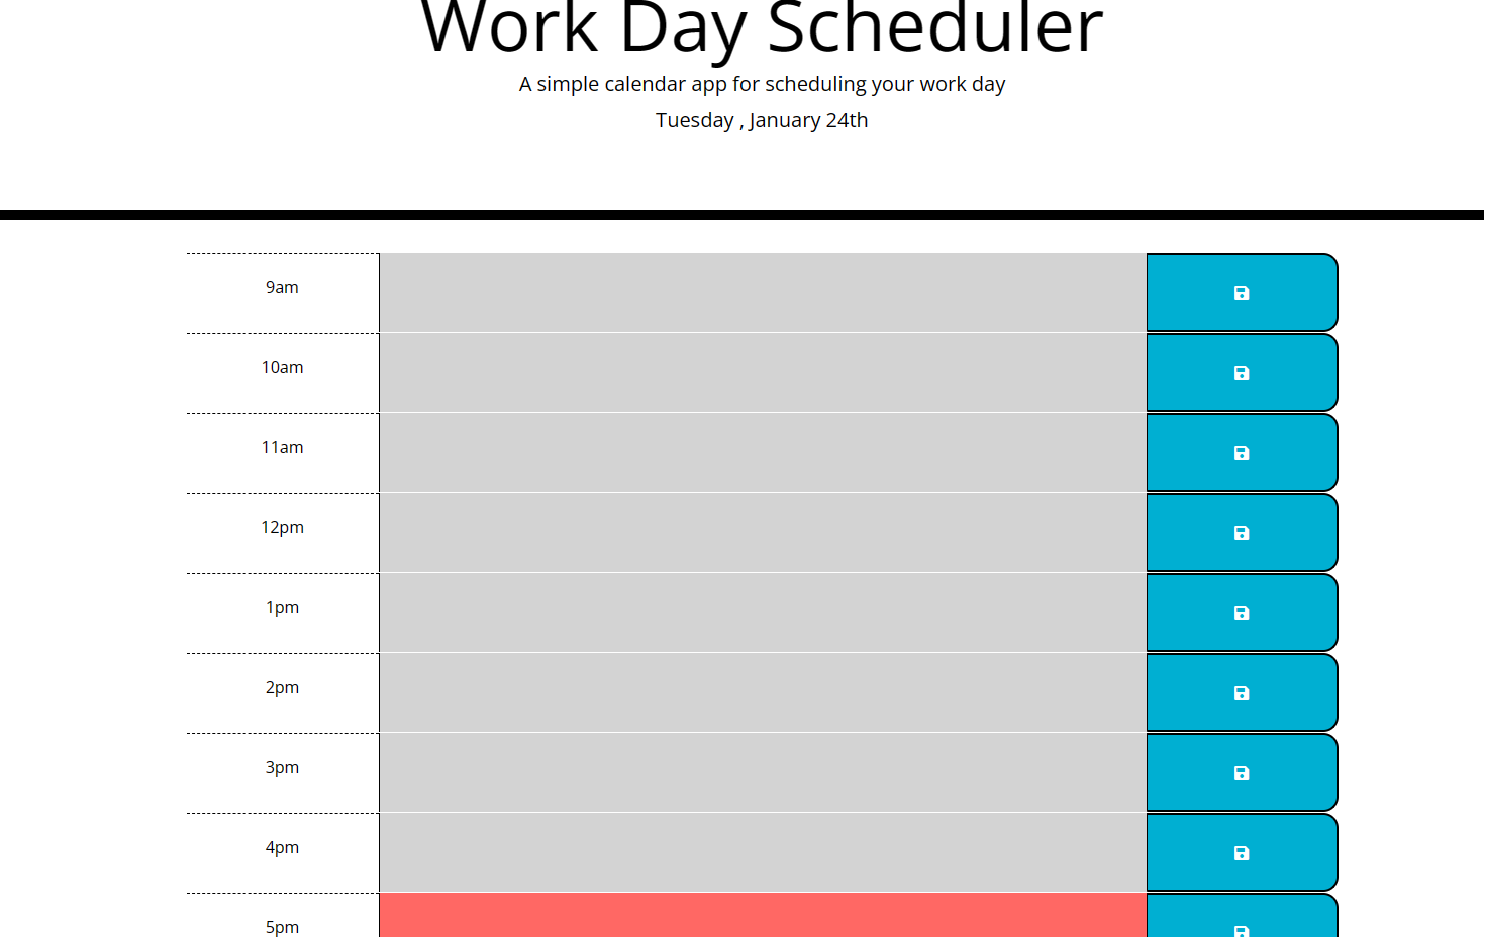 Work Day Scheduler
A simple calendar app for scheduling your work day
Tuesday , January 24th
9am
10am
11am
12pm
1pm
2pm
3pm
4pm
5pm